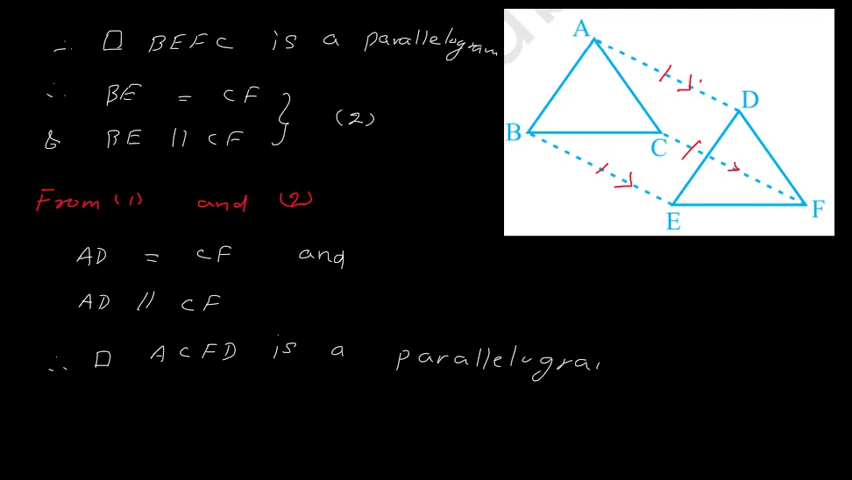 ∴ □ BEFC is a parallelogram
∴ BE = CF
& BE // CF } (2)
From (1) and (2)
AD = CF and
AD // CF
∴ □ ACFD is a parallelogra
A
D
B
C
E
F